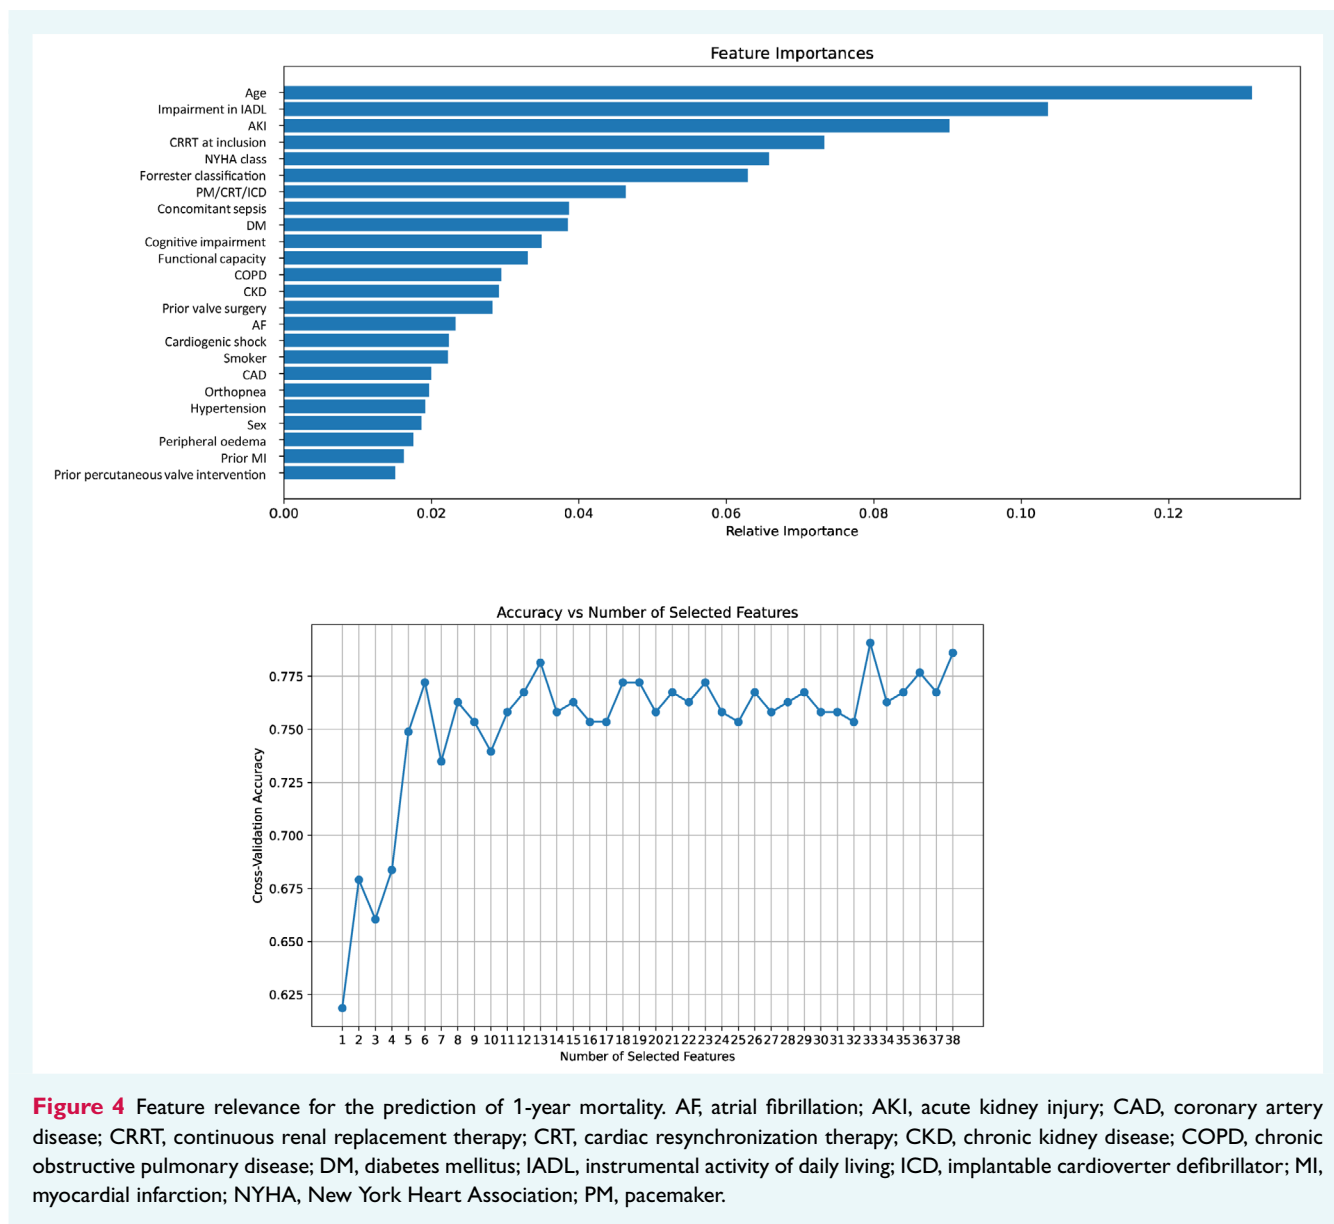 Feature Importances
Age
Impairment in IADL
AKI
CRRT at inclusion
NYHA class
Forrester classification
PM/CRT/ICD
Concomitant sepsis
DM
Cognitive impairment
Functional capacity
COPD
CKD
Prior valve surgery
AF
Cardiogenic shock
Smoker
CAD
Orthopnea
Hypertension
Sex
Peripheral oedema
Prior MI
Prior percutaneous valve intervention
0.00 0.02 0.04 0.06 0.08 0.10 0.12
Relative Importance
Accuracy vs Number of Selected Features
Cross-Validation Accuracy
0.775
0.750
0.725
0.700
0.675
0.650
0.625
1 2 3 4 5 6 7 8 9 10 11 12 13 14 15 16 17 18 19 20 21 22 23 24 25 26 27 28 29 30 31 32 33 34 35 36 37 38
Number of Selected Features
Figure 4 Feature relevance for the prediction of 1-year mortality. AF, atrial fibrillation; AKI, acute kidney injury; CAD, coronary artery
disease; CRRT, continuous renal replacement therapy; CRT, cardiac resynchronization therapy; CKD, chronic kidney disease; COPD, chronic
obstructive pulmonary disease; DM, diabetes mellitus; IADL, instrumental activity of daily living; ICD, implantable cardioverter defibrillator; MI,
myocardial infarction; NYHA, New York Heart Association; PM, pacemaker.